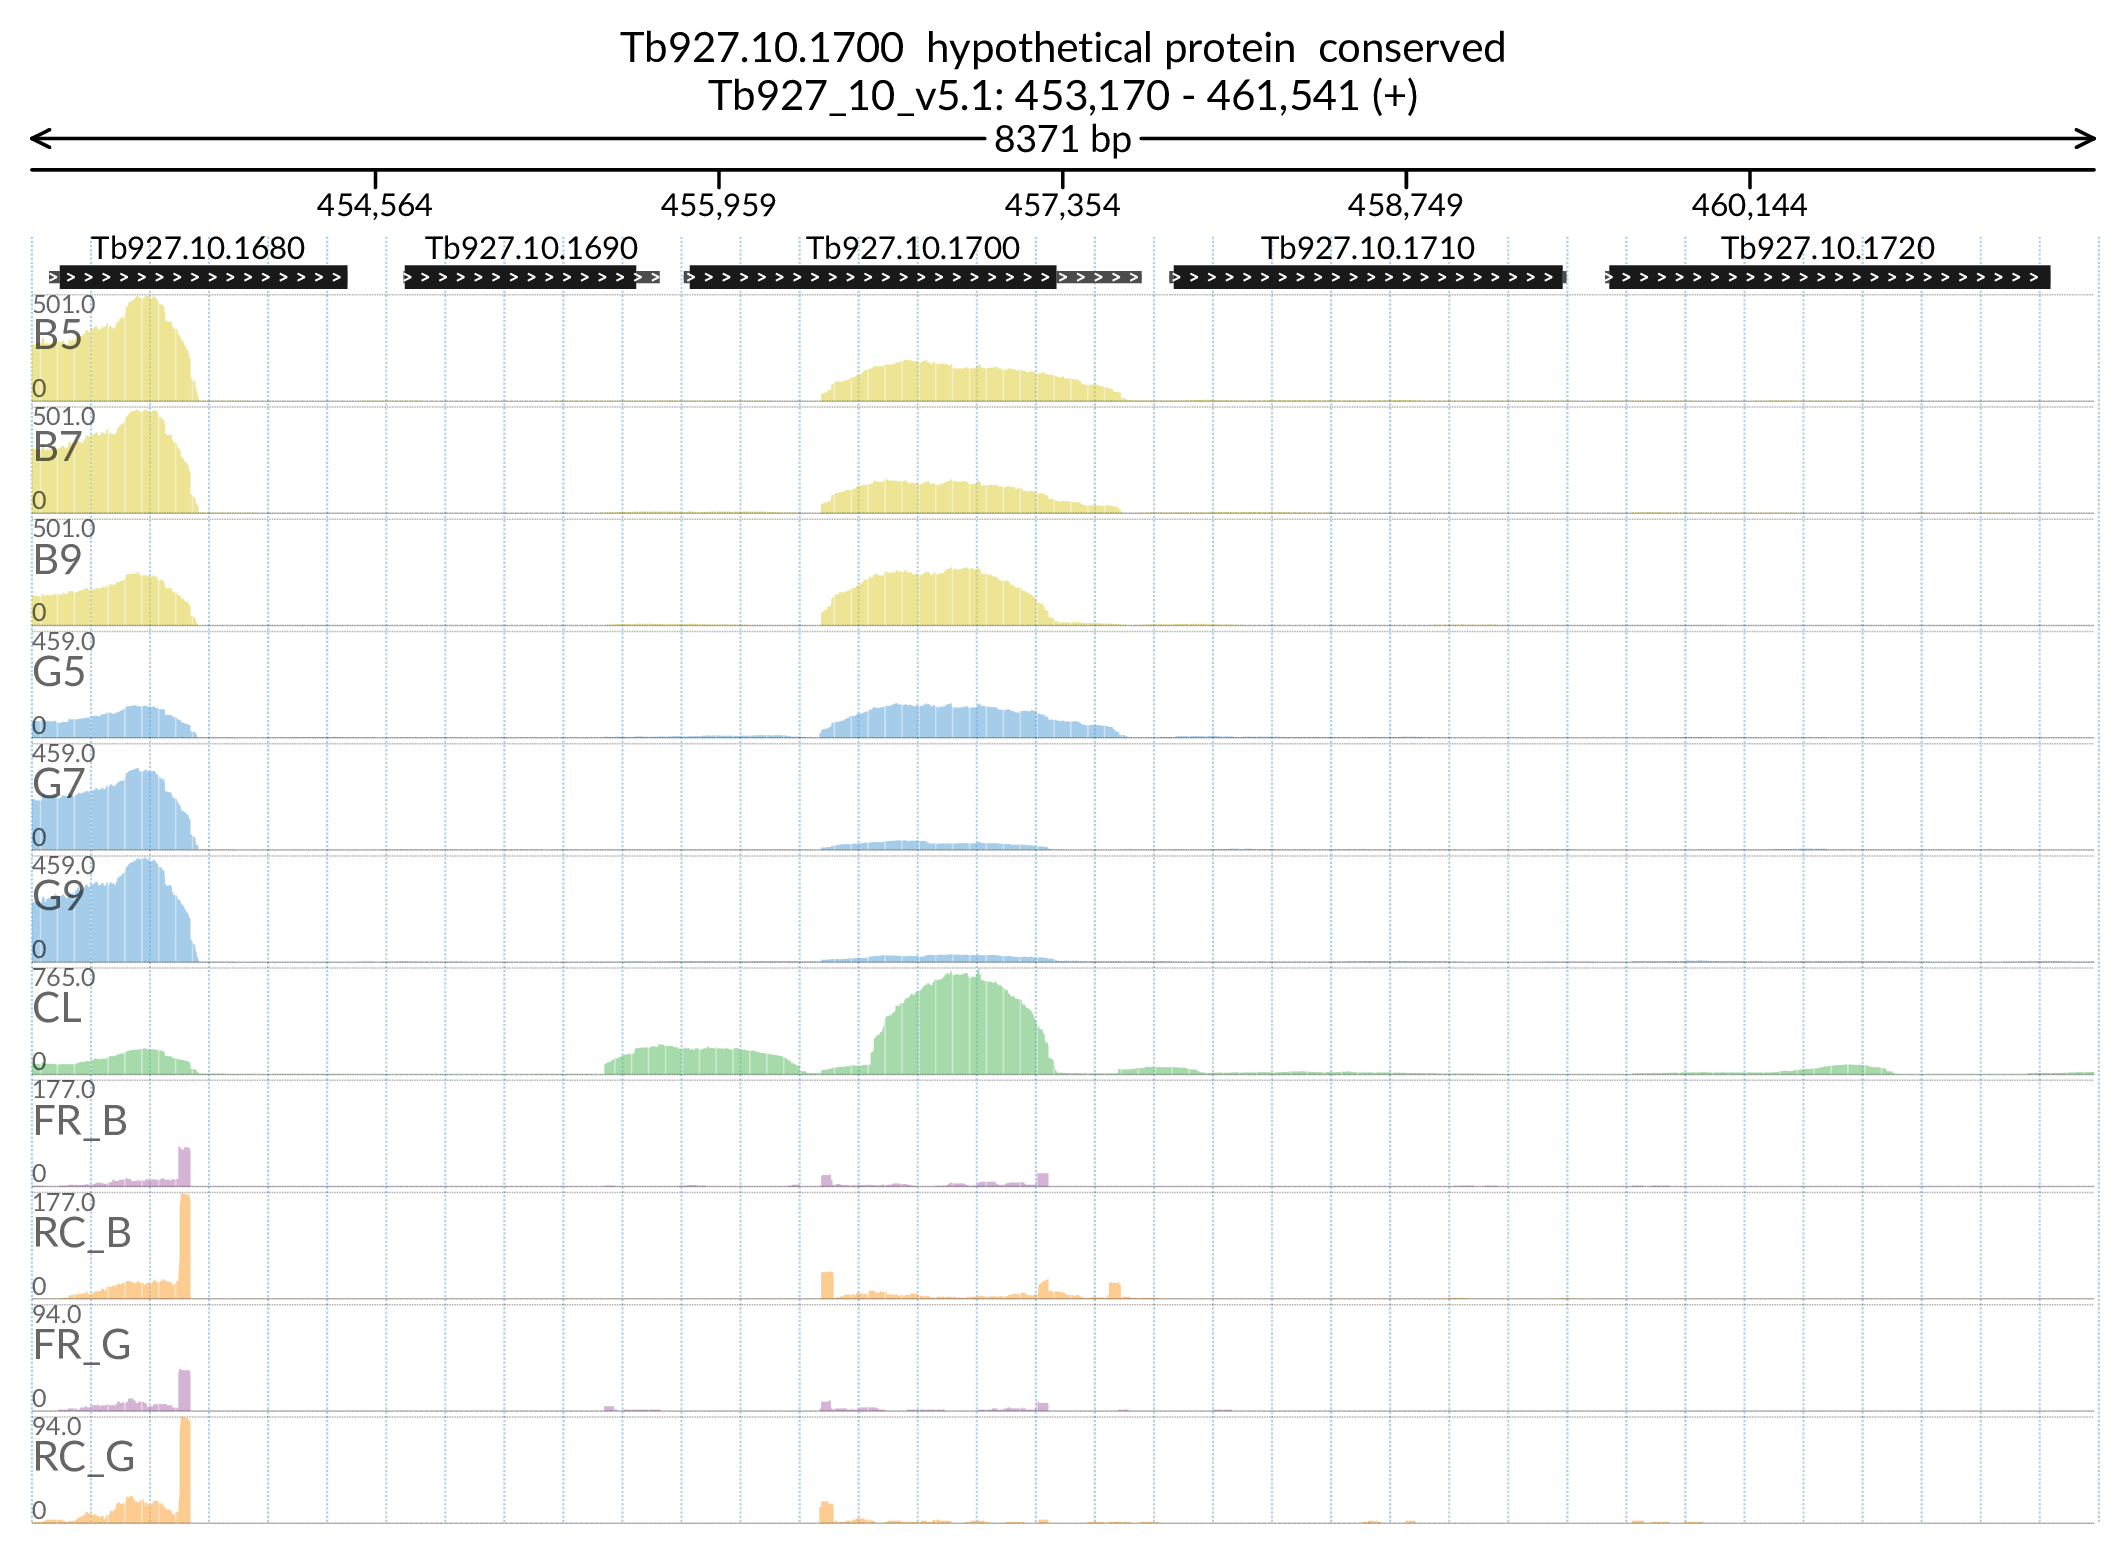 Tb927.10.1700  hypothetical protein  conserved
Tb927_10_v5.1: 453,170 - 461,541 (+)
8371 bp
454,564 455,959 457,354 458,749 460,144
Tb927.10.1680 Tb927.10.1690 Tb927.10.1700 Tb927.10.1710 Tb927.10.1720
501.0
B5
0
501.0
B7
0
501.0
B9
0
459.0
G5
0
459.0
G7
0
459.0
G9
0
765.0
CL
0
177.0
FR_B
0
177.0
RC_B
0
94.0
FR_G
0
94.0
RC_G
0